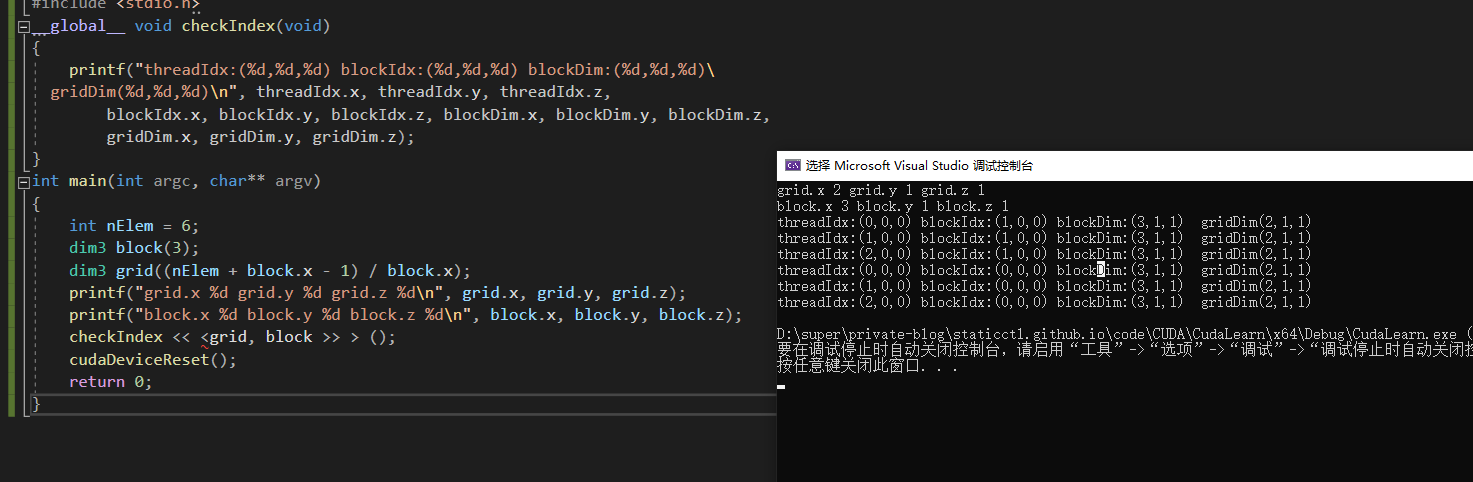 #include <stdio.h>
__global__ void checkIndex(void)
{
printf("threadIdx:(%d,%d,%d) blockIdx:(%d,%d,%d) blockDim:(%d,%d,%d)\
gridDim(%d,%d,%d)\n", threadIdx.x, threadIdx.y, threadIdx.z,
blockIdx.x, blockIdx.y, blockIdx.z, blockDim.x, blockDim.y, blockDim.z,
gridDim.x, gridDim.y, gridDim.z);
}
int main(int argc, char** argv)
{
int nElem = 6;
dim3 block(3);
dim3 grid((nElem + block.x - 1) / block.x);
printf("grid.x %d grid.y %d grid.z %d\n", grid.x, grid.y, grid.z);
printf("block.x %d block.y %d block.z %d\n", block.x, block.y, block.z);
checkIndex << <grid, block >> > ();
cudaDeviceReset();
return 0;
}
选择 Microsoft Visual Studio 调试控制台
grid.x 2 grid.y 1 grid.z 1
block.x 3 block.y 1 block.z 1
threadIdx:(0,0,0) blockIdx:(1,0,0) blockDim:(3,1,1)  gridDim(2,1,1)
threadIdx:(1,0,0) blockIdx:(1,0,0) blockDim:(3,1,1)  gridDim(2,1,1)
threadIdx:(2,0,0) blockIdx:(1,0,0) blockDim:(3,1,1)  gridDim(2,1,1)
threadIdx:(0,0,0) blockIdx:(0,0,0) blockDim:(3,1,1)  gridDim(2,1,1)
threadIdx:(1,0,0) blockIdx:(0,0,0) blockDim:(3,1,1)  gridDim(2,1,1)
threadIdx:(2,0,0) blockIdx:(0,0,0) blockDim:(3,1,1)  gridDim(2,1,1)
D:\super\private-blog\staticct1.github.io\code\CUDA\CudaLearn\x64\Debug\CudaLearn.exe (
要在调试停止时自动关闭控制台，请启用“工具”->“选项”->“调试”->“调试停止时自动关闭控
按任意键关闭此窗口. . .